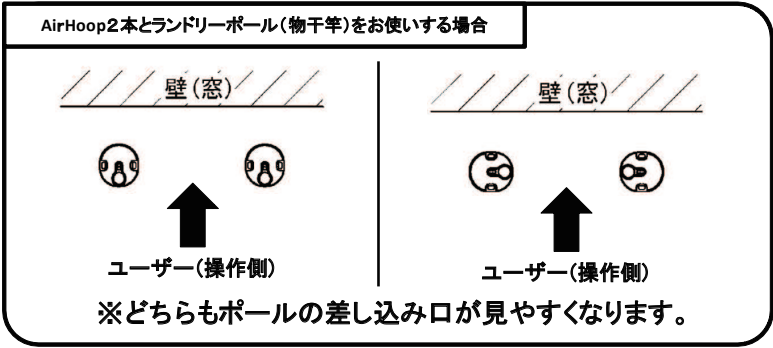 AirHoop2本とランドリーポール(物干竿)をお使いする場合
壁(窓)
ユーザー(操作側)
壁(窓)
ユーザー(操作側)
※どちらもポールの差し込み口が見やすくなります。